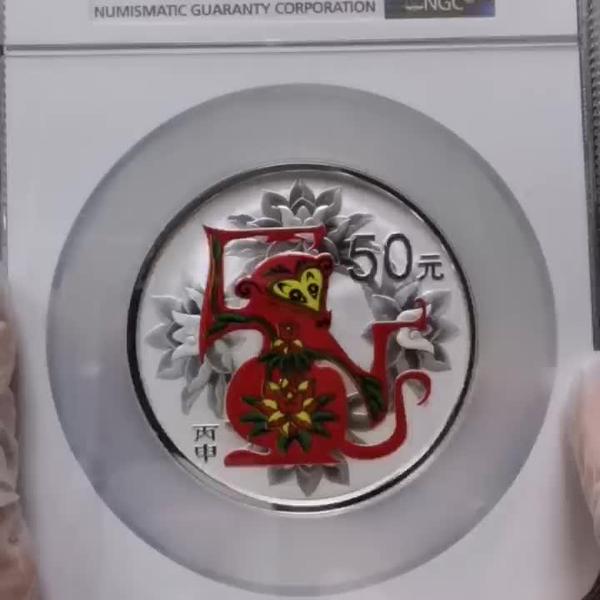 NUMISMATIC GUARANTY CORPORATION
NGC
50元
丙
申